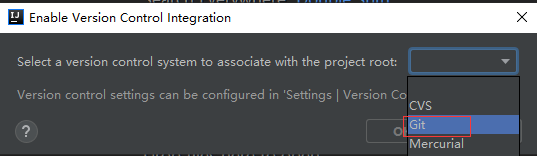 IJ
Enable Version Control Integration
Select a version control system to associate with the project root:
Version control settings can be configured in 'Settings | Version Co
CVS
Git
Mercurial
?